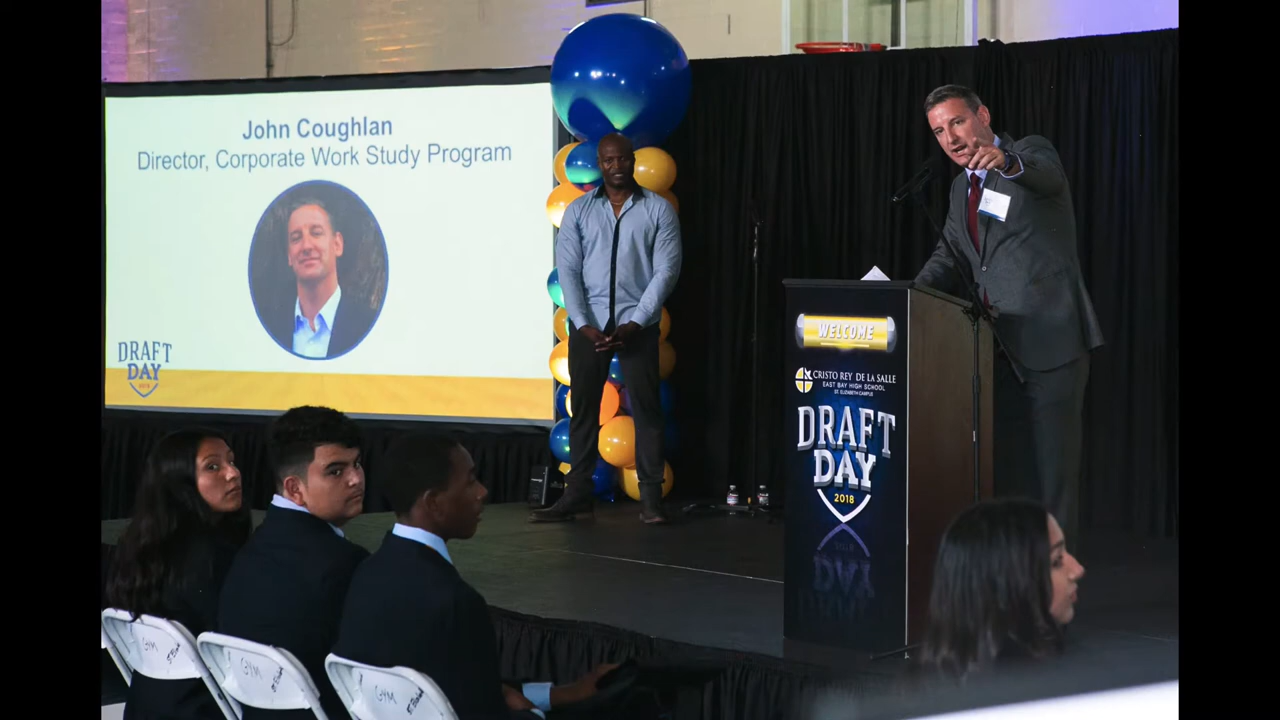 John Coughlan
Director, Corporate Work Study Program
DRAFT
DAY
2018
WELCOME
CRISTO REY DE LA SALLE
EAST BAY HIGH SCHOOL
ST. ELIZABETH CAMPUS
DRAFT
DAY
2018
GYM
GYM
GYM